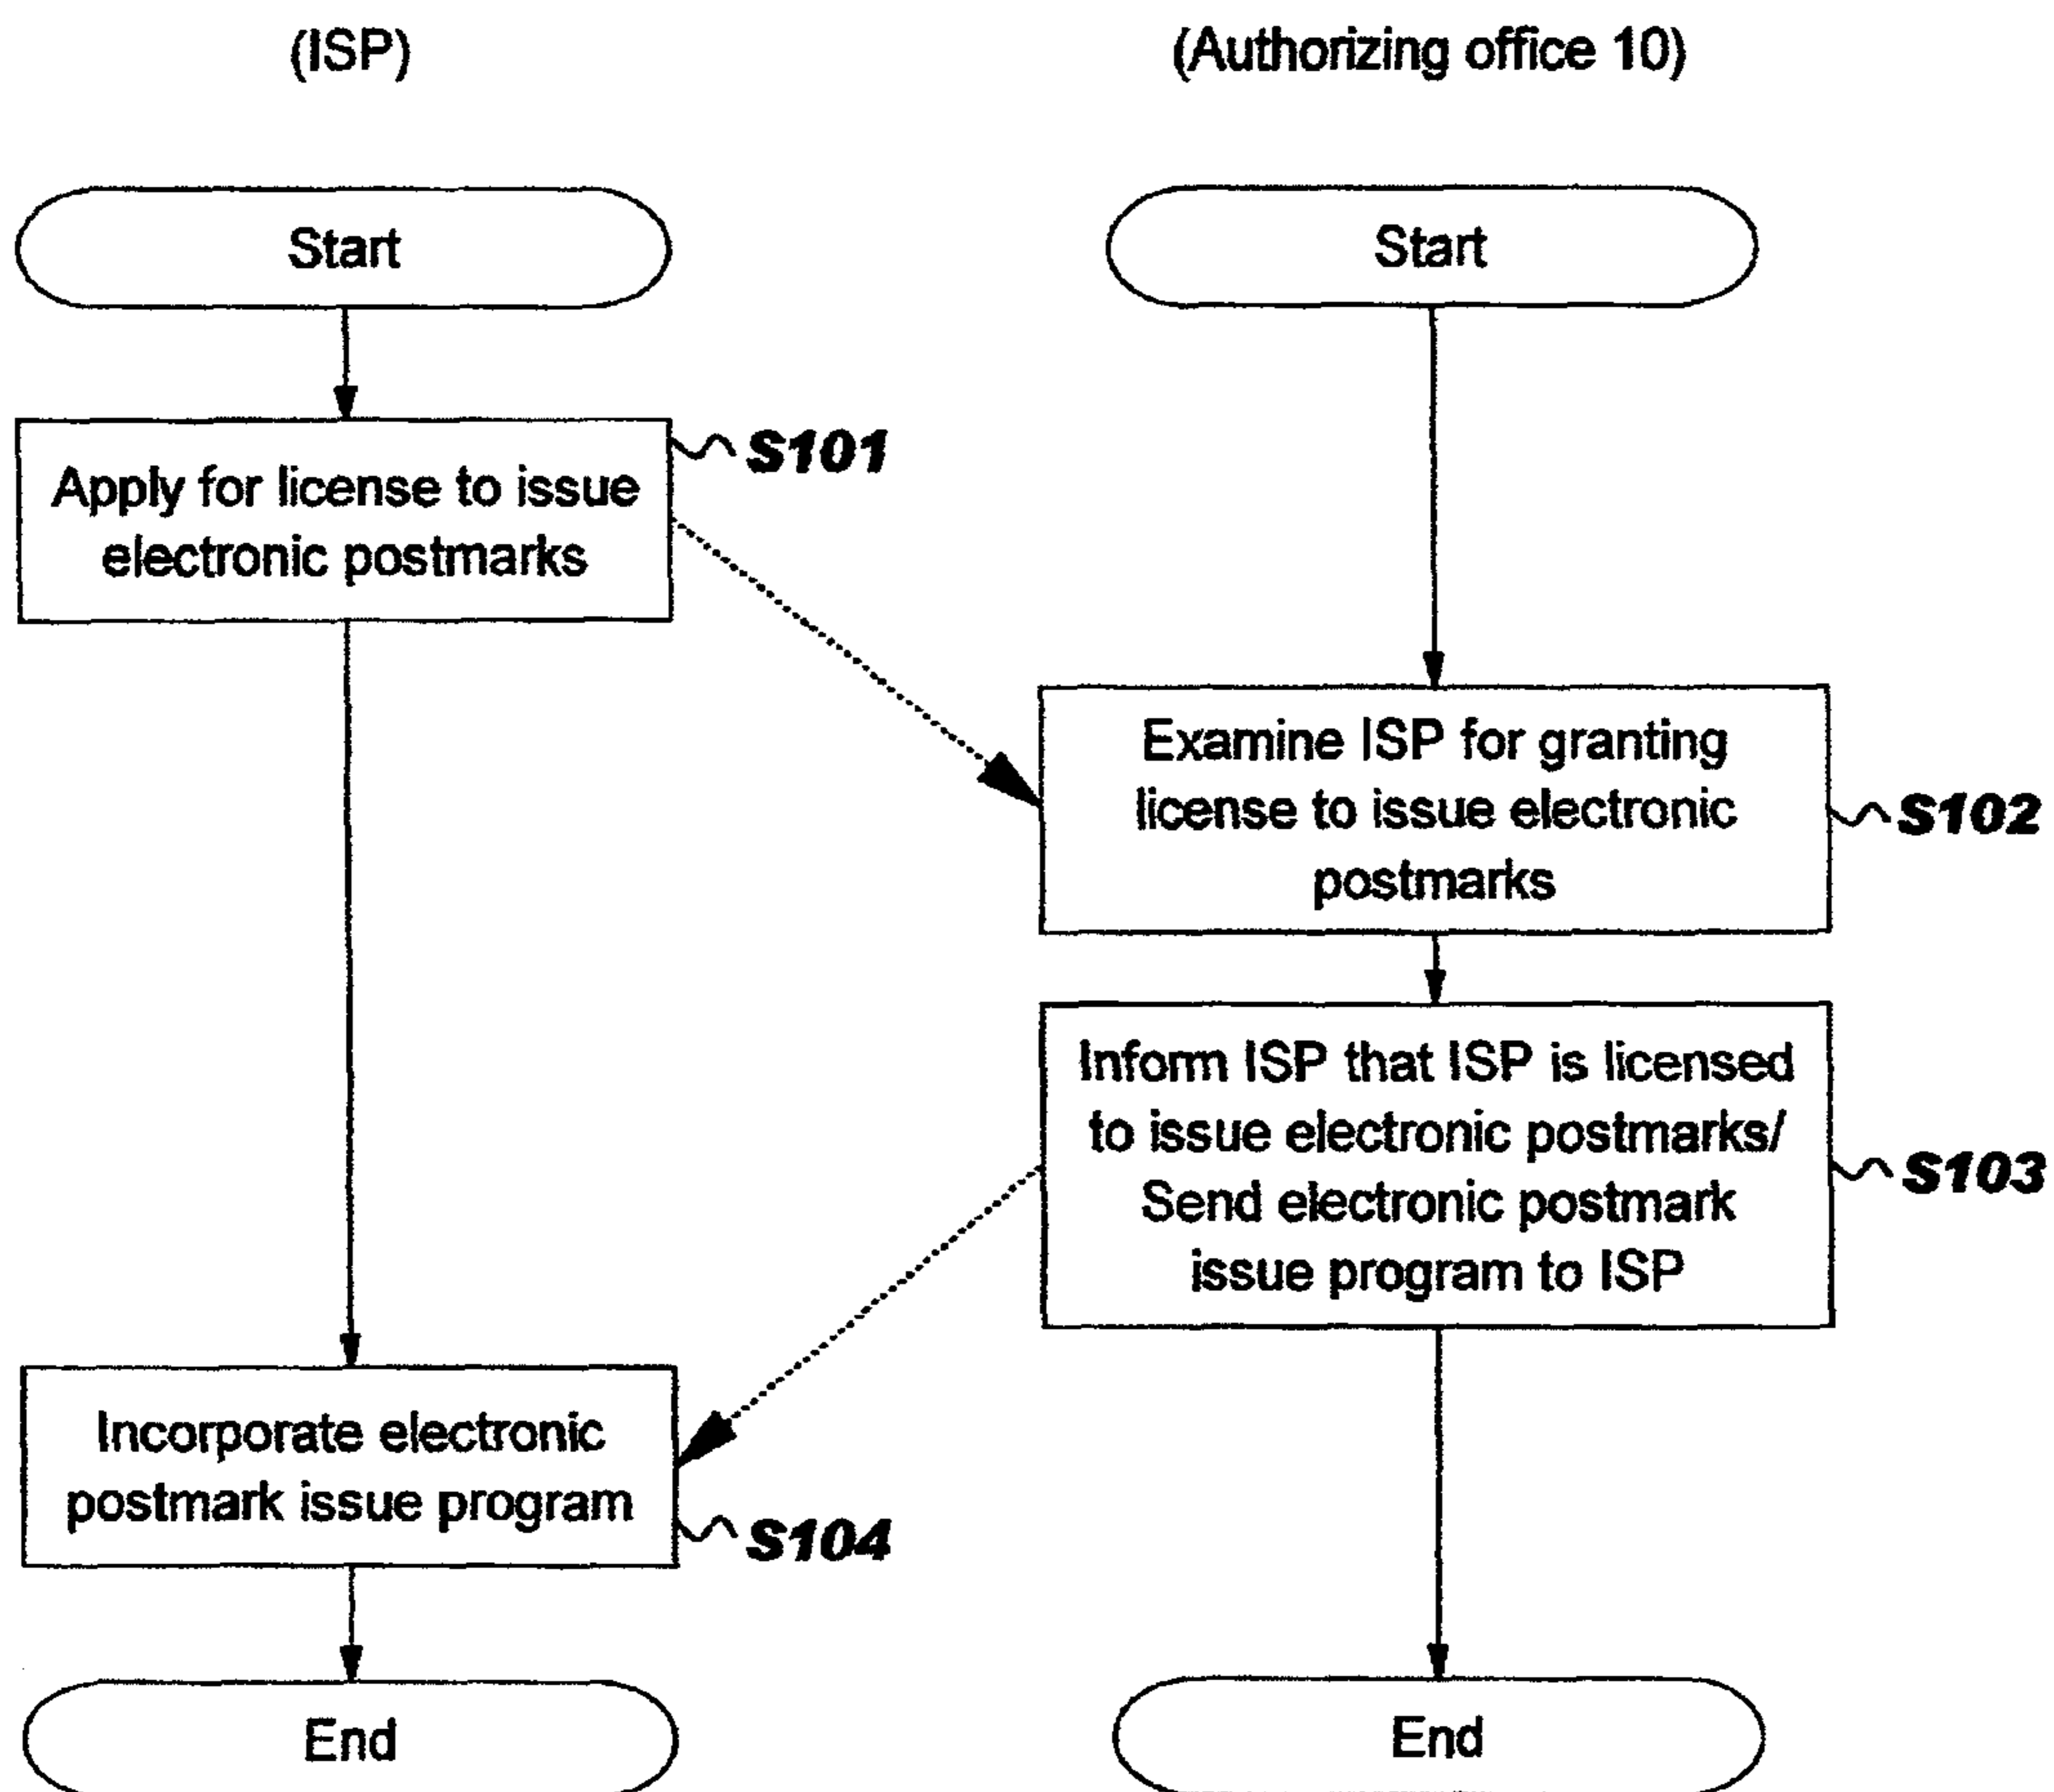 (ISP)
(Authorizing office 10)
Start
Start
Apply for license to issue
electronic postmarks
S101
Examine ISP for granting
license to issue electronic
postmarks
S102
Inform ISP that ISP is licensed
to issue electronic postmarks/
Send electronic postmark
issue program to ISP
S103
Incorporate electronic
postmark issue program
S104
End
End